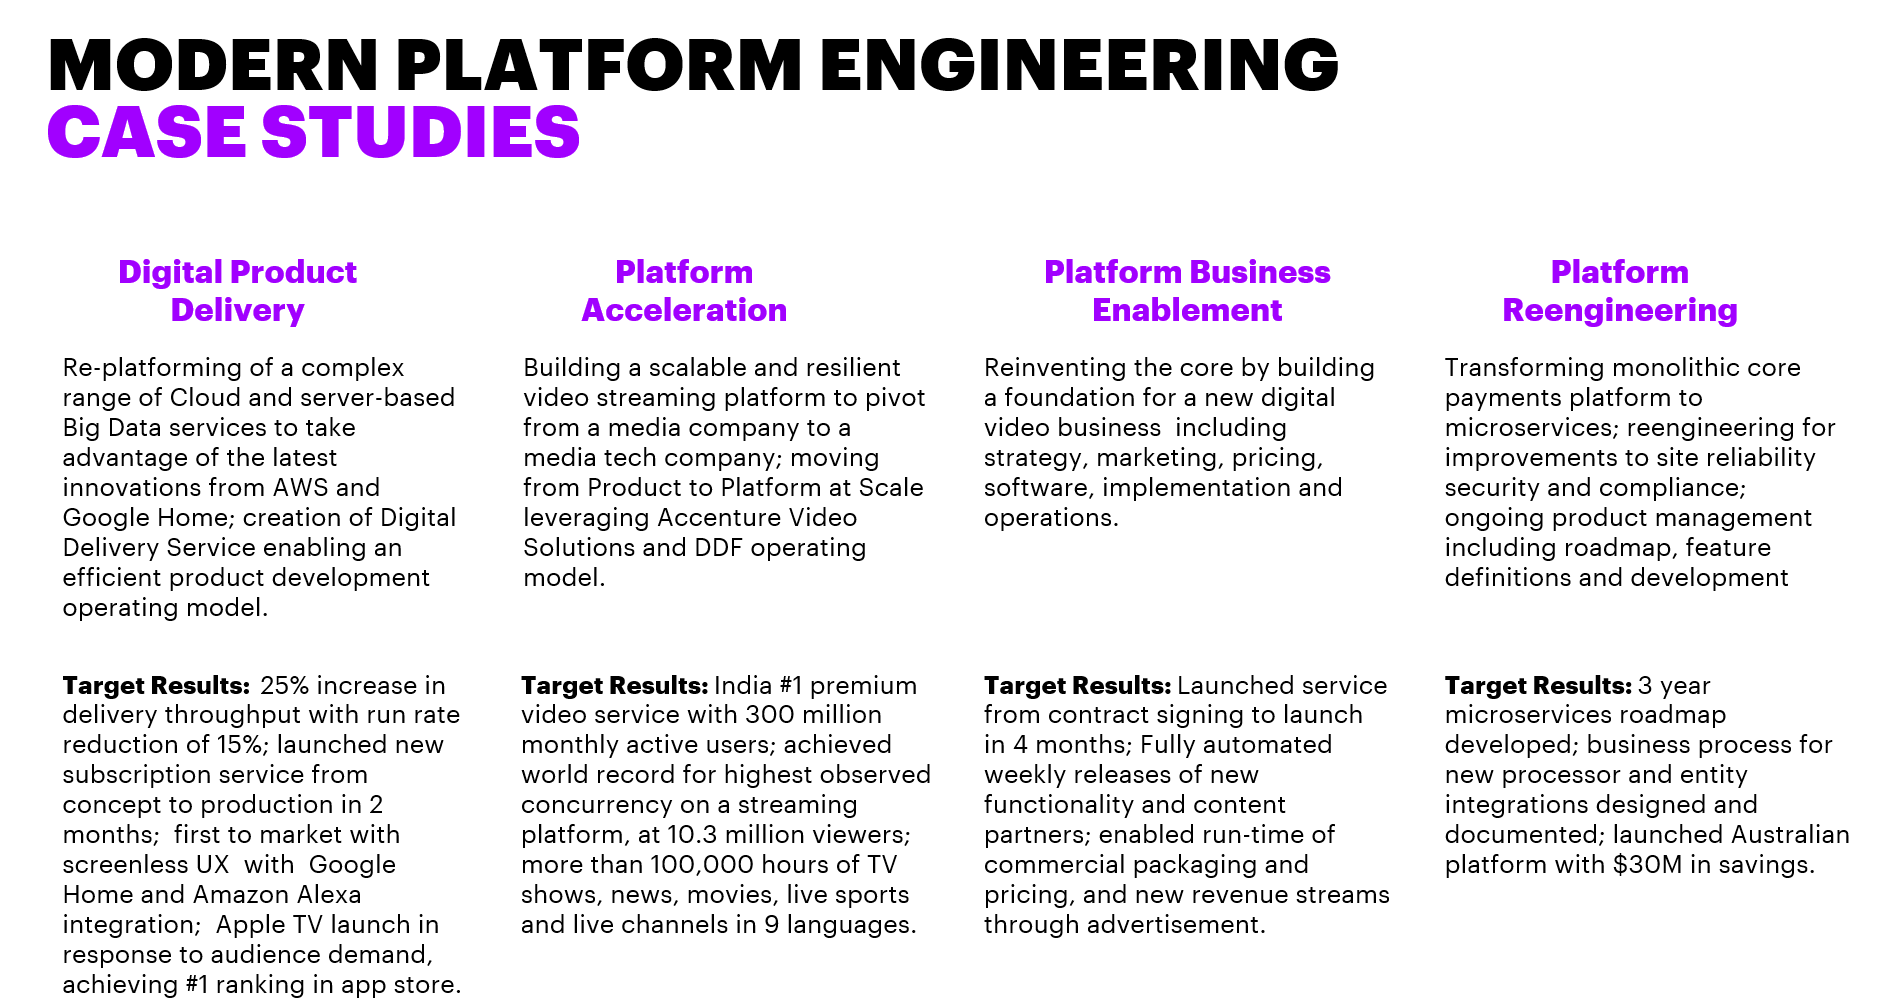 MODERN PLATFORM ENGINEERING
CASE STUDIES
Digital Product
Delivery
Re-platforming of a complex
range of Cloud and server-based
Big Data services to take
advantage of the latest
innovations from AWS and
Google Home; creation of Digital
Delivery Service enabling an
efficient product development
operating model.
Target Results:  25% increase in
delivery throughput with run rate
reduction of 15%; launched new
subscription service from
concept to production in 2
months;  first to market with
screenless UX  with  Google
Home and Amazon Alexa
integration;  Apple TV launch in
response to audience demand,
achieving #1 ranking in app store.
Platform
Acceleration
Building a scalable and resilient
video streaming platform to pivot
from a media company to a
media tech company; moving
from Product to Platform at Scale
leveraging Accenture Video
Solutions and DDF operating
model.
Target Results: India #1 premium
video service with 300 million
monthly active users; achieved
world record for highest observed
concurrency on a streaming
platform, at 10.3 million viewers;
more than 100,000 hours of TV
shows, news, movies, live sports
and live channels in 9 languages.
Platform Business
Enablement
Reinventing the core by building
a foundation for a new digital
video business  including
strategy, marketing, pricing,
software, implementation and
operations.
Target Results: Launched service
from contract signing to launch
in 4 months; Fully automated
weekly releases of new
functionality and content
partners; enabled run-time of
commercial packaging and
pricing, and new revenue streams
through advertisement.
Platform
Reengineering
Transforming monolithic core
payments platform to
microservices; reengineering for
improvements to site reliability
security and compliance;
ongoing product management
including roadmap, feature
definitions and development
Target Results: 3 year
microservices roadmap
developed; business process for
new processor and entity
integrations designed and
documented; launched Australian
platform with $30M in savings.